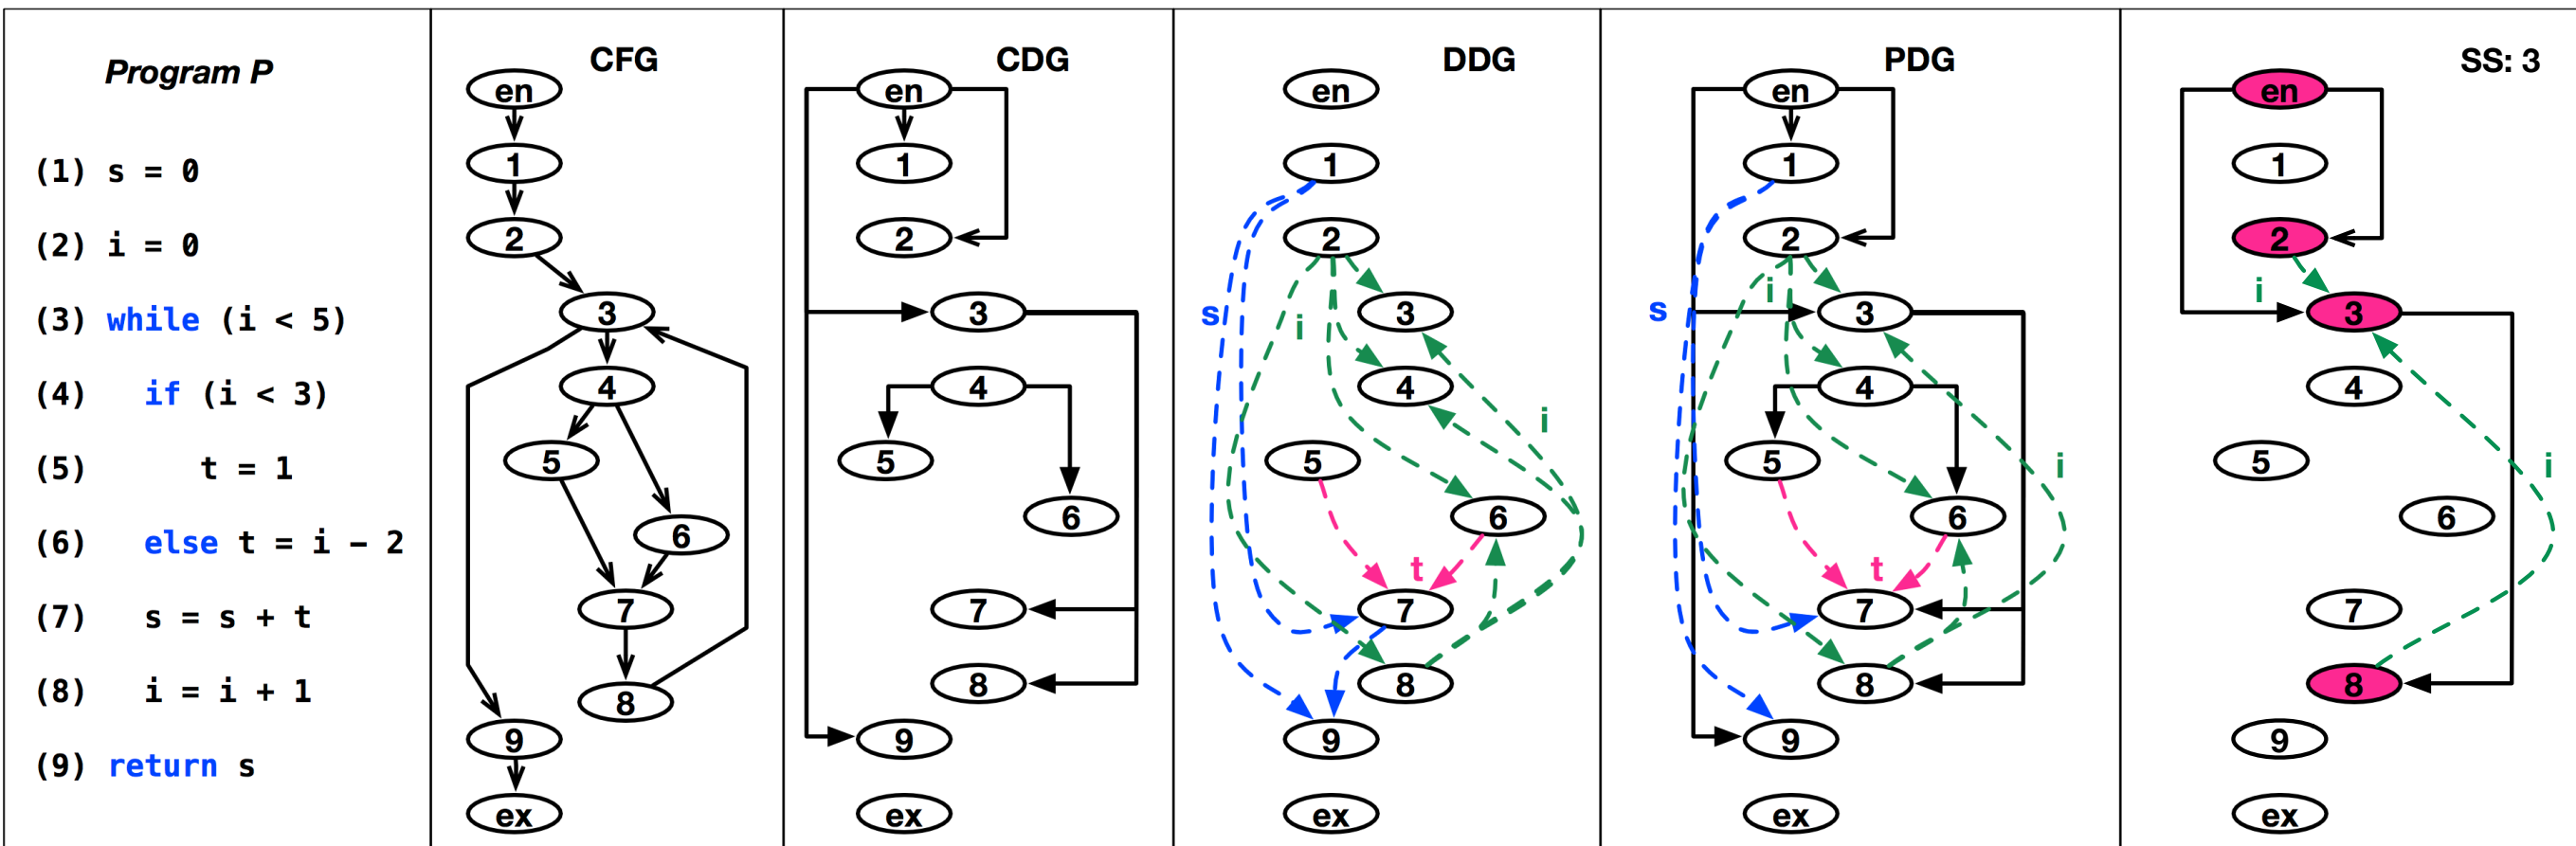 Program P
(1) s = 0
(2) i = 0
(3) while (i < 5)
(4) if (i < 3)
(5) t = 1
(6) else t = i - 2
(7) s = s + t
(8) i = i + 1
(9) return s
CFG
en
1
2
3
4
5
6
7
8
9
ex
CDG
en
1
2
3
4
5
6
7
8
9
ex
DDG
en
1
2
s
i
3
4
i
5
6
t
7
8
9
ex
PDG
en
1
2
i
s
3
4
5
i
6
t
7
8
9
ex
SS: 3
en
1
2
i
3
4
5
i
6
7
8
9
ex